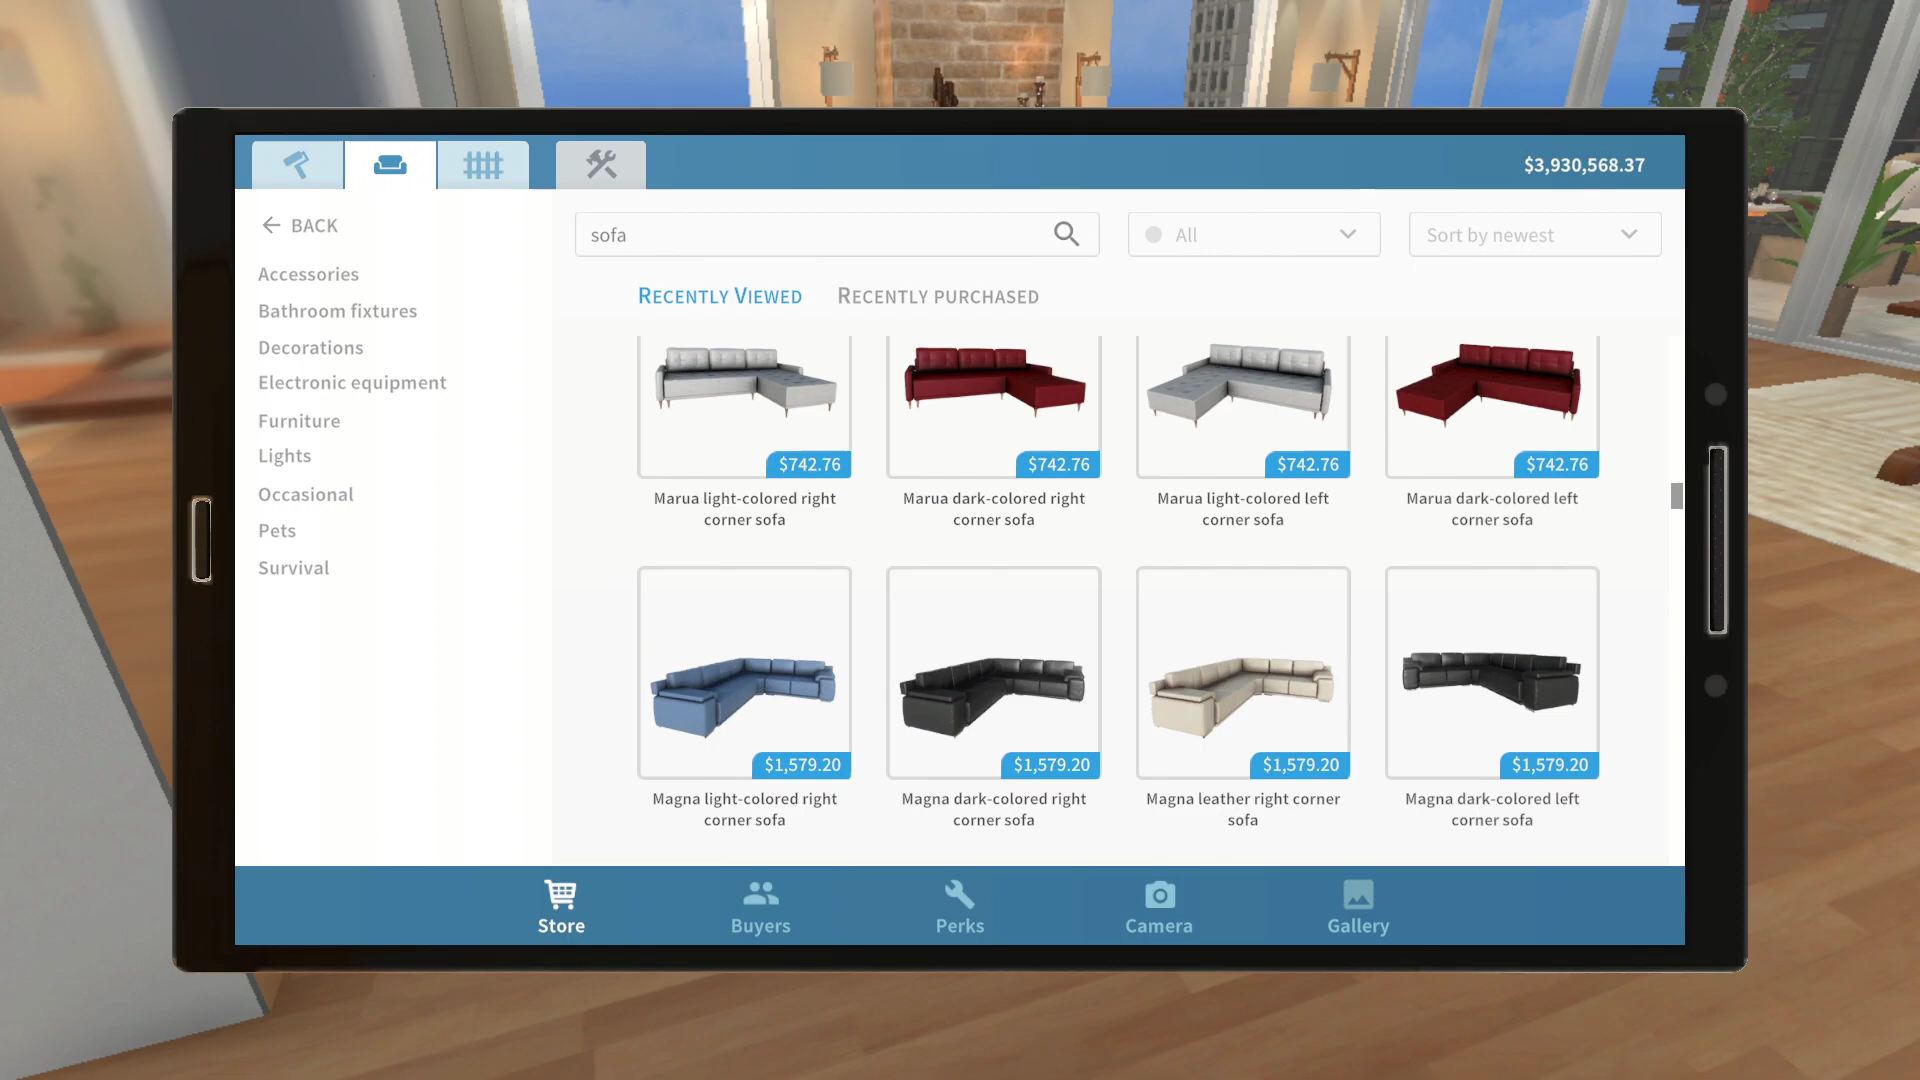 $3,930,568.37
BACK
Accessories
Bathroom fixtures
Decorations
Electronic equipment
Furniture
Lights
Occasional
Pets
Survival
sofa
All
Sort by newest
RECENTLY VIEWED
RECENTLY PURCHASED
$742.76
$742.76
$742.76
$742.76
Marua light-colored right
corner sofa
Marua dark-colored right
corner sofa
Marua light-colored left
corner sofa
Marua dark-colored left
corner sofa
$1,579.20
$1,579.20
$1,579.20
$1,579.20
Magna light-colored right
corner sofa
Magna dark-colored right
corner sofa
Magna leather right corner
sofa
Magna dark-colored left
corner sofa
Store
Buyers
Perks
Camera
Gallery